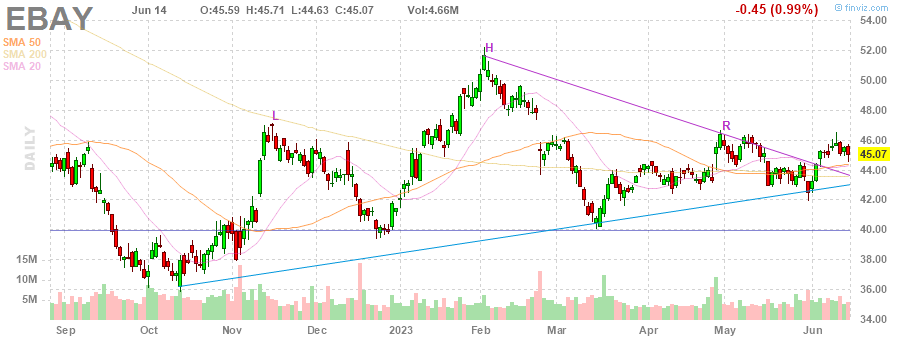 EBAY Jun 14 O:45.59 H:45.71 L:44.63 C:45.07 Vol:4.66M -0.45 (0.99%) © finviz.com
SMA 50
SMA 200
SMA 20
DAILY
L
H
R
54.00
52.00
50.00
48.00
46.00
45.07
44.00
42.00
40.00
38.00
36.00
34.00
15M
10M
5M
Sep Oct Nov Dec 2023 Feb Mar Apr May Jun